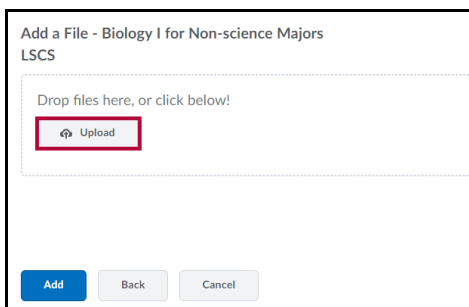 Add a File - Biology I for Non-science Majors
LSCS
Drop files here, or click below!
Upload
Add Back Cancel